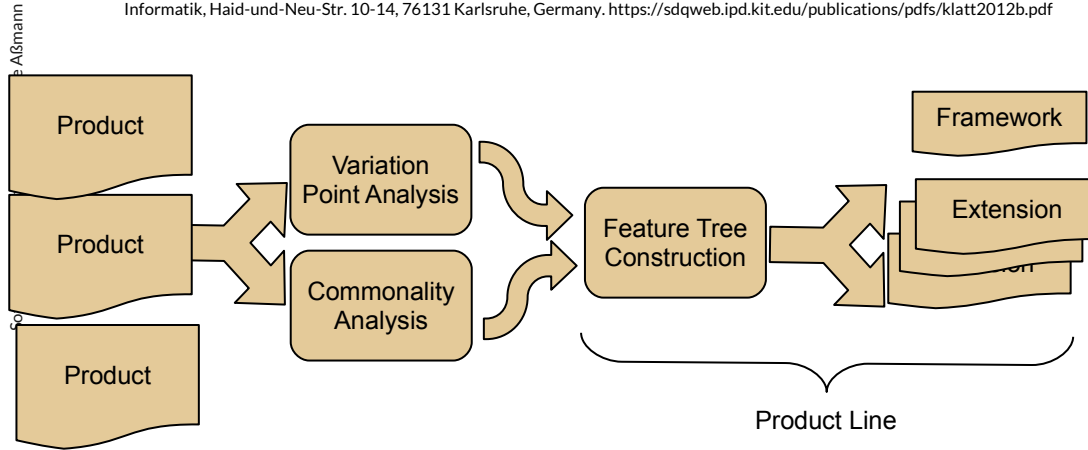 Informatik, Haid-und-Neu-Str. 10-14, 76131 Karlsruhe, Germany. https://sdqweb.ipd.kit.edu/publications/pdfs/klatt2012b.pdf
Aßmann
Product
Product
Product
Variation
Point Analysis
Commonality
Analysis
Feature Tree
Construction
Framework
Extension
Product Line